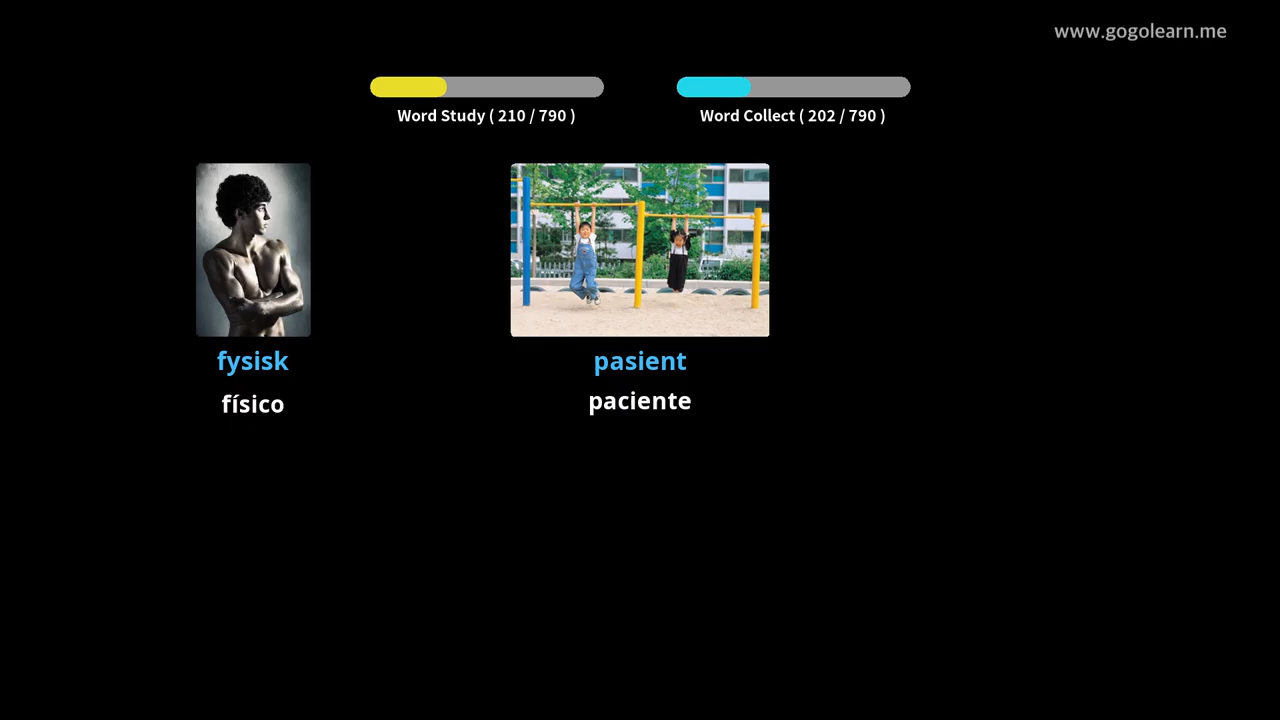 www.gogolearn.me
Word Study ( 210 / 790 )
Word Collect ( 202 / 790 )
fysisk
físico
pasient
paciente